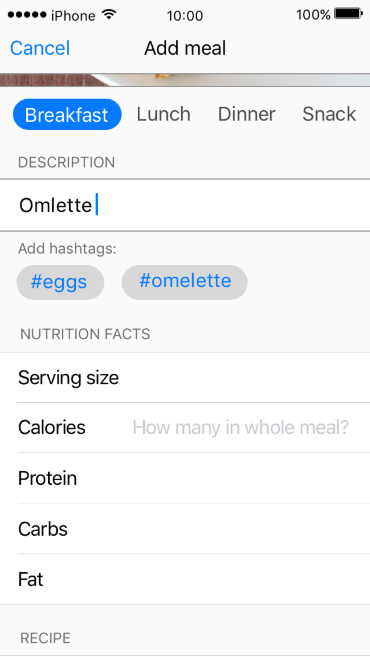 iPhone 10:00 100%
Cancel Add meal
Breakfast Lunch Dinner Snack
DESCRIPTION
Omlette
Add hashtags:
#eggs #omelette
NUTRITION FACTS
Serving size
Calories How many in whole meal?
Protein
Carbs
Fat
RECIPE